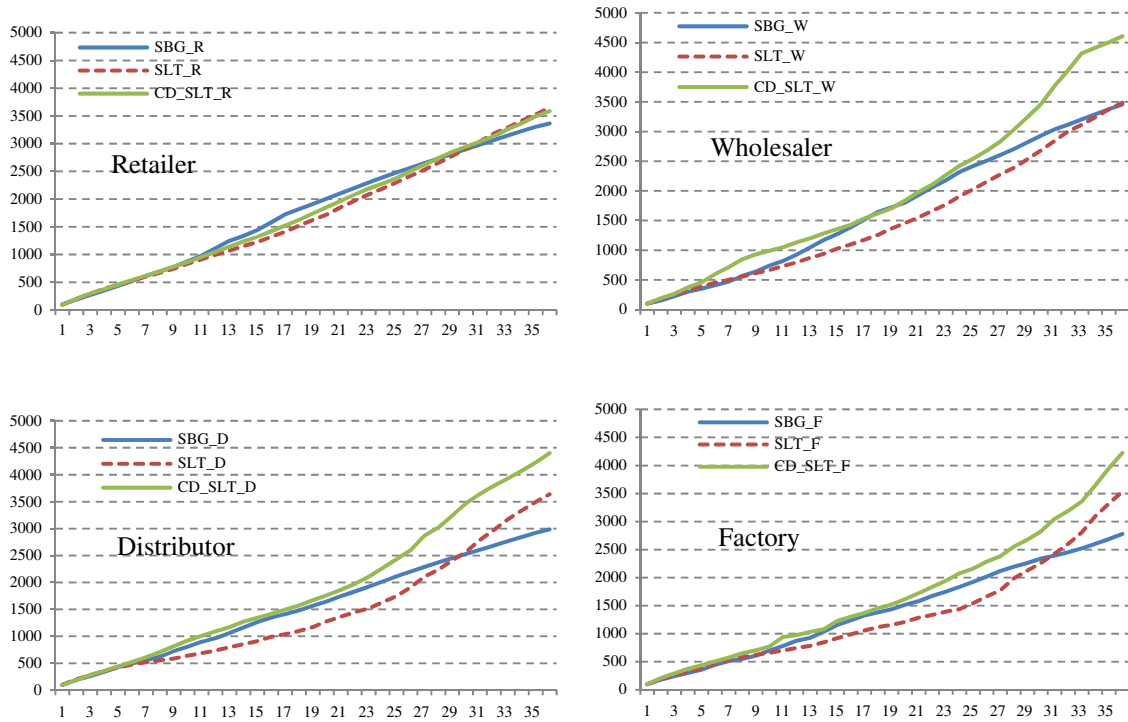 5000
4500
4000
3500
3000
2500
2000
1500
1000
500
0
SBG_R
SLT_R
CD_SLT_R
Retailer
1 3 5 7 9 11 13 15 17 19 21 23 25 27 29 31 33 35
5000
4500
4000
3500
3000
2500
2000
1500
1000
500
0
SBG_W
SLT_W
CD_SLT_W
Wholesaler
1 3 5 7 9 11 13 15 17 19 21 23 25 27 29 31 33 35
5000
4500
4000
3500
3000
2500
2000
1500
1000
500
0
SBG_D
SLT_D
CD_SLT_D
Distributor
1 3 5 7 9 11 13 15 17 19 21 23 25 27 29 31 33 35
5000
4500
4000
3500
3000
2500
2000
1500
1000
500
0
SBG_F
SLT_F
CD_SLT_F
Factory
1 3 5 7 9 11 13 15 17 19 21 23 25 27 29 31 33 35